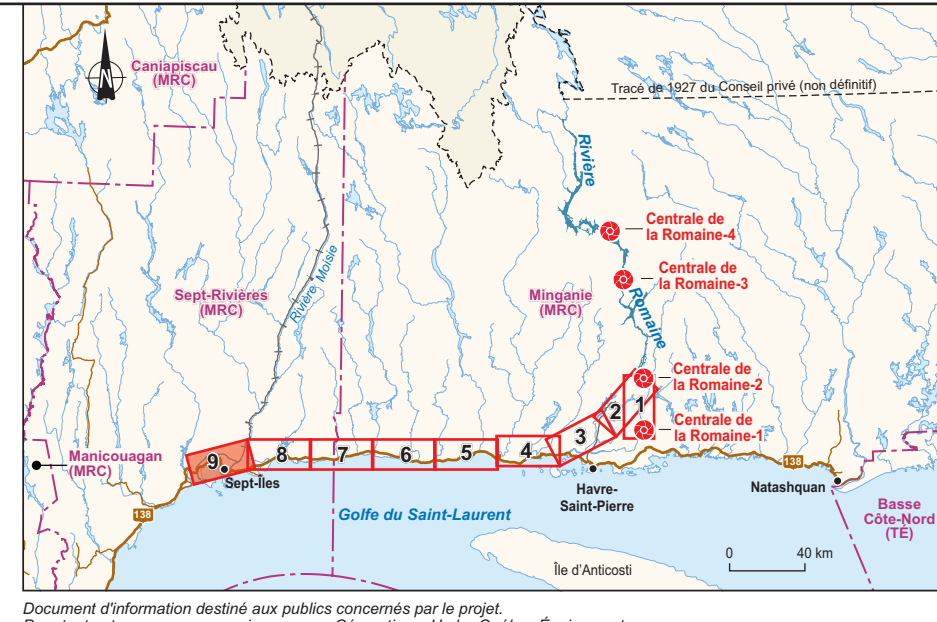 Caniapiscau
(MRC)
N
Tracé de 1927 du Conseil privé (non définitif)
Rivière
Centrale de
la Romaine-4
Centrale de
la Romaine-3
Sept-Rivières
(MRC)
Rivière Moisie
Minganie
(MRC)
Romaine
Centrale de
la Romaine-2
Centrale de
la Romaine-1
1
2
3
4
5
6
7
8
9
Manicouagan
(MRC)
Sept-Îles
138
138
Havre-
Saint-Pierre
Natashquan
Basse
Côte-Nord
(TÉ)
Golfe du Saint-Laurent
Île d'Anticosti
0 40 km
Document d'information destiné aux publics concernés par le projet.